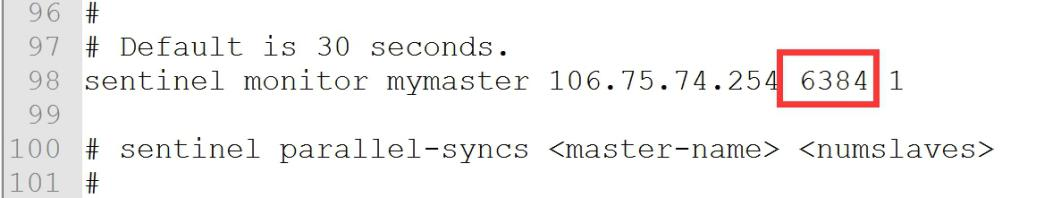 96 #
97 # Default is 30 seconds.
98 sentinel monitor mymaster 106.75.74.254 6384 1
99
100 # sentinel parallel-syncs <master-name> <numslaves>
101 #